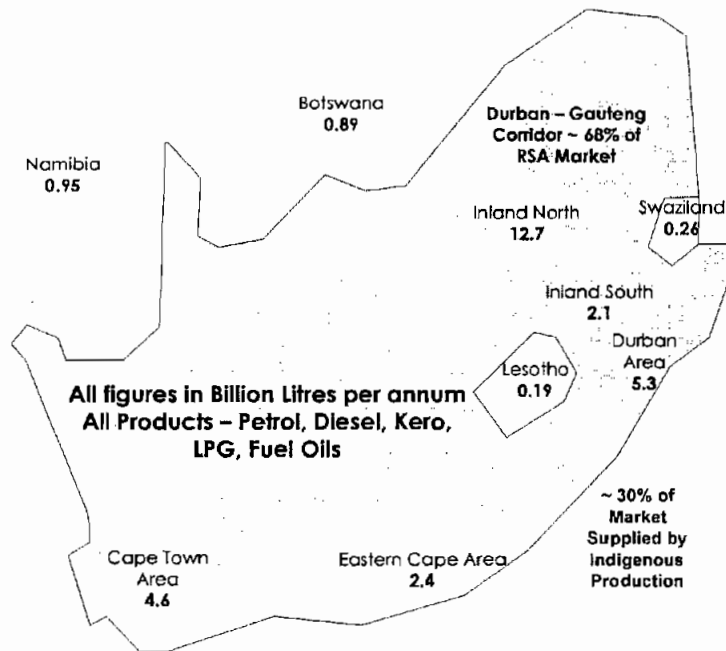 Botswana
0.89
Durban – Gauteng
Corridor ~ 68% of
RSA Market
Namibia
0.95
Inland North
12.7
Swaziland
0.26
Inland South
2.1
Durban
Area
5.3
Lesotho
0.19
All figures in Billion Litres per annum
All Products – Petrol, Diesel, Kero,
LPG, Fuel Oils
~ 30% of
Market
Supplied by
Indigenous
Production
Cape Town
Area
4.6
Eastern Cape Area
2.4